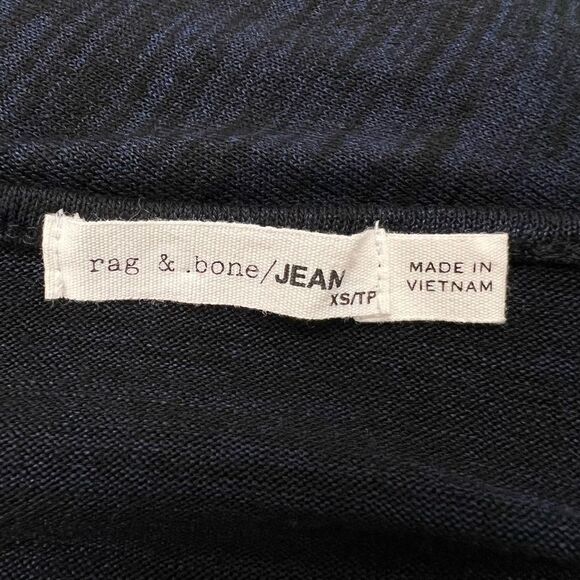 rag & .bone/JEAN
XS/TP
MADE IN
VIETNAM